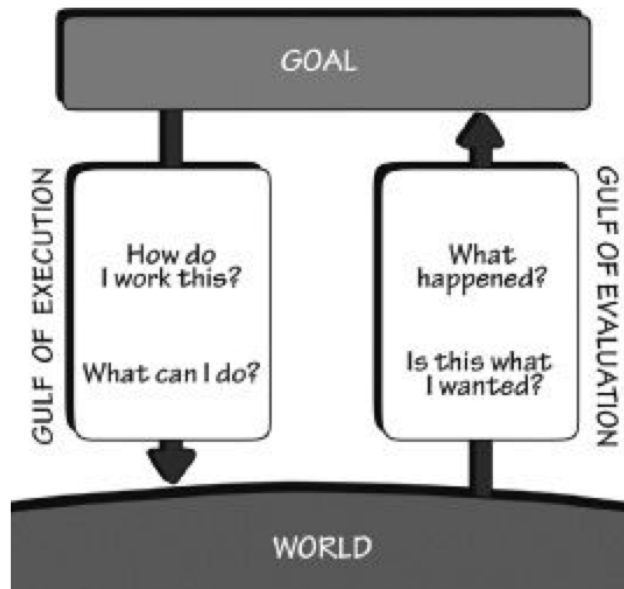 GOAL
GULF OF EXECUTION
How do
I work this?
What can I do?
What
happened?
Is this what
I wanted?
GULF OF EVALUATION
WORLD